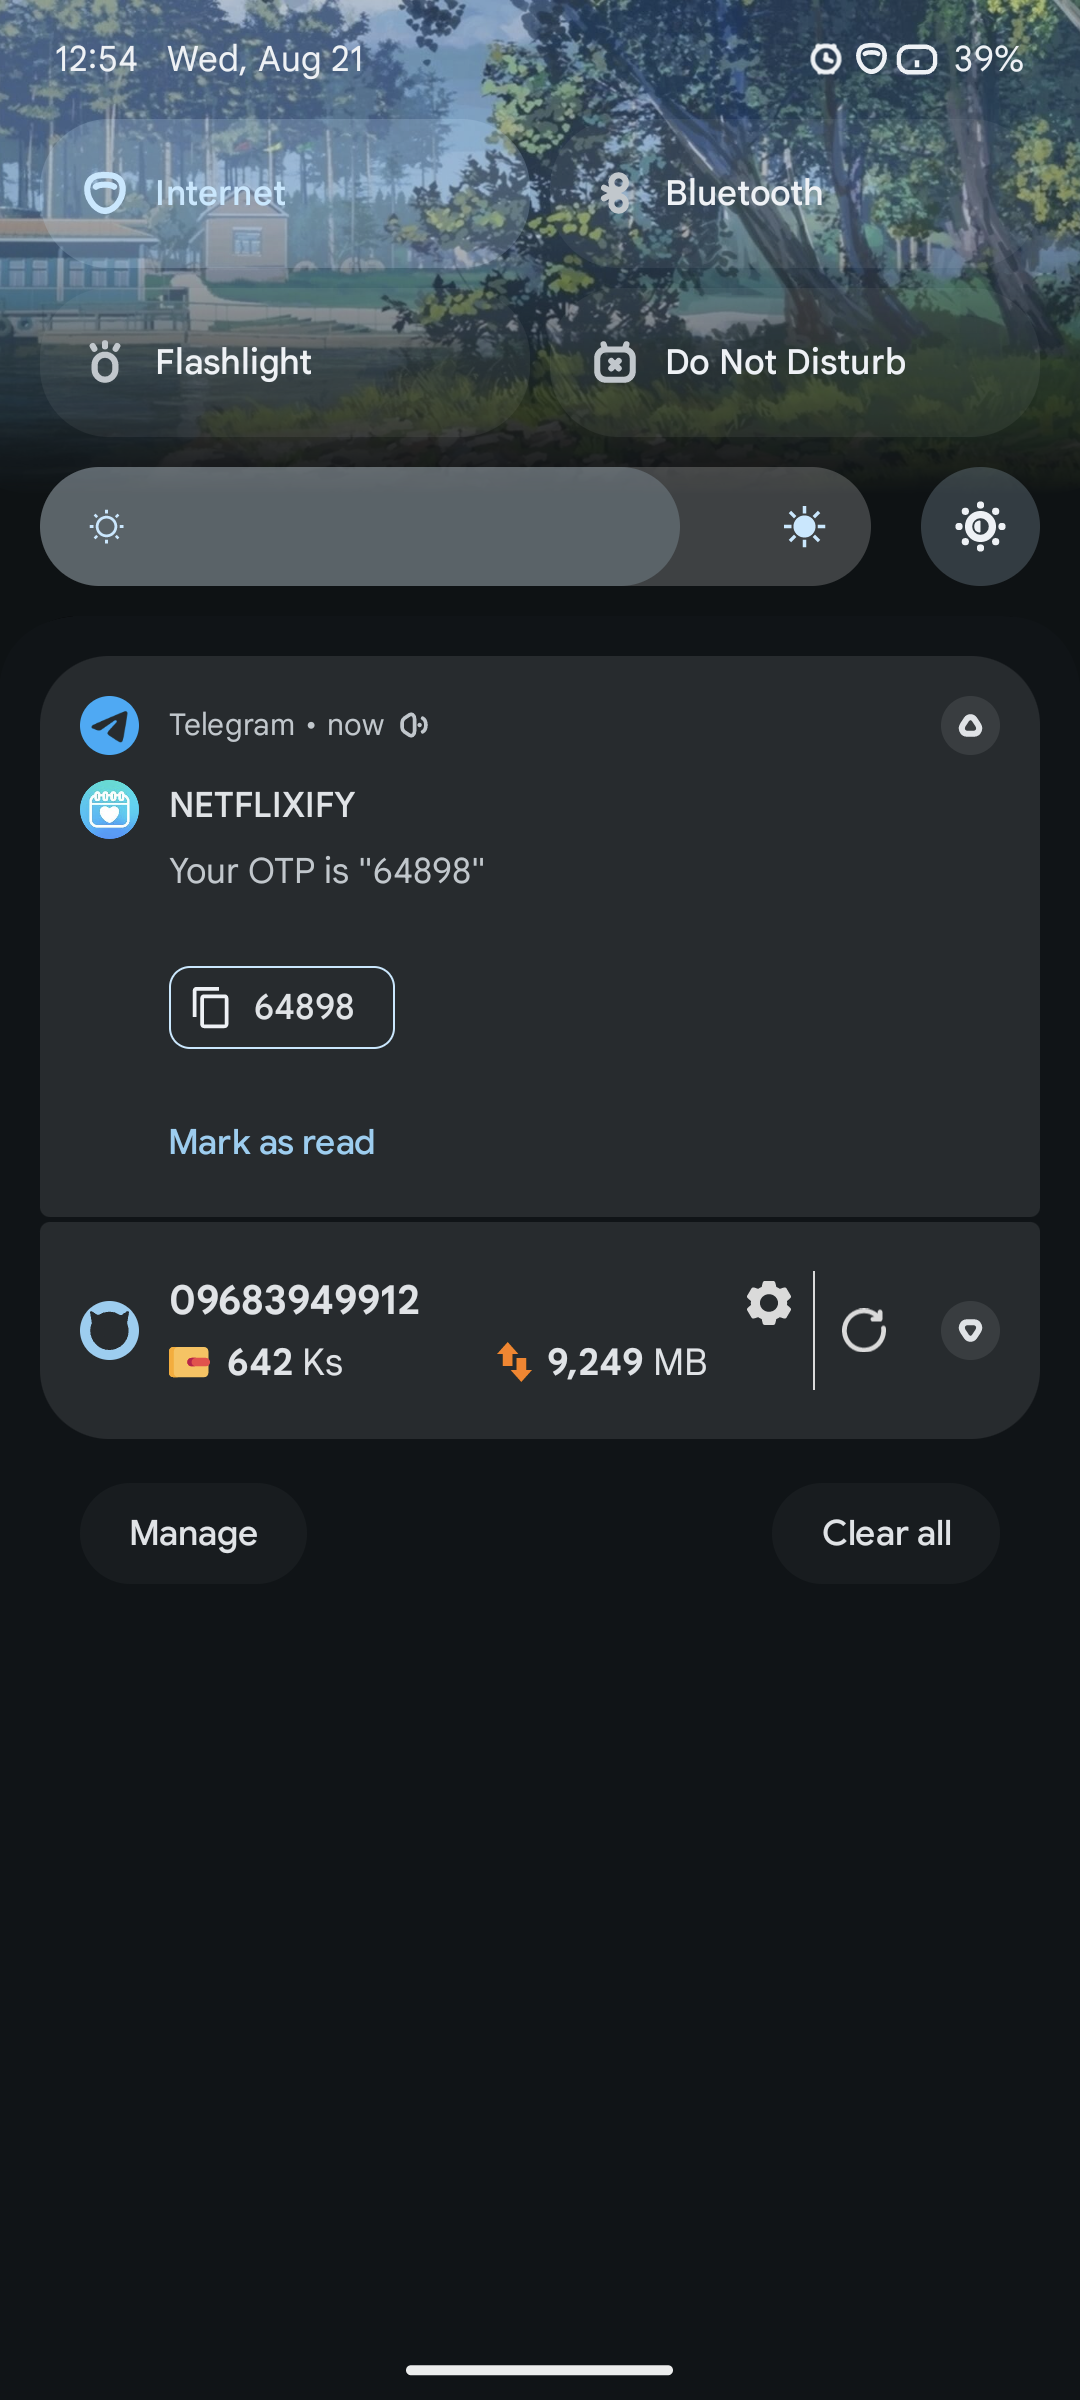 12:54 Wed, Aug 21 39%
Internet Bluetooth
Flashlight Do Not Disturb
Telegram • now
NETFLIXIFY
Your OTP is "64898"
64898
Mark as read
09683949912
642 Ks 9,249 MB
Manage Clear all